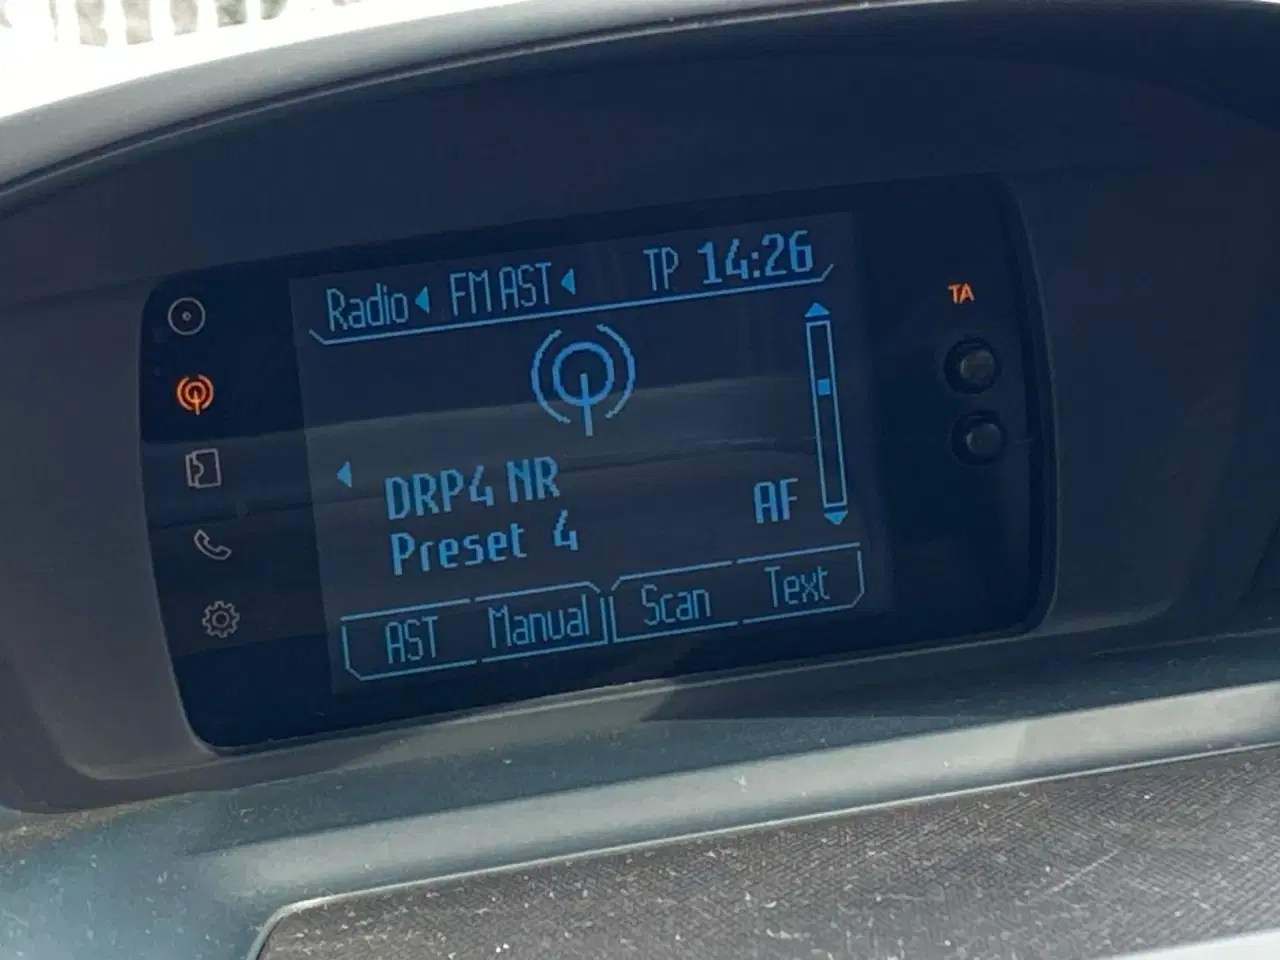 Radio FM AST TP 14:26
TA
DRP4 NR
Preset 4
AF
AST Manual Scan Text